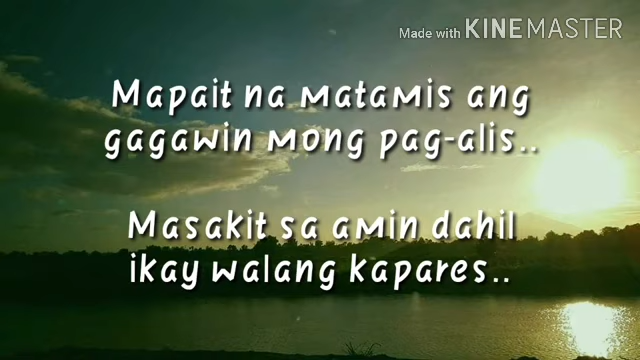 Made with KINEMASTER
Mapait na matamis ang
gagawin mong pag-alis..
Masakit sa amin dahil
ikay walang kapares..